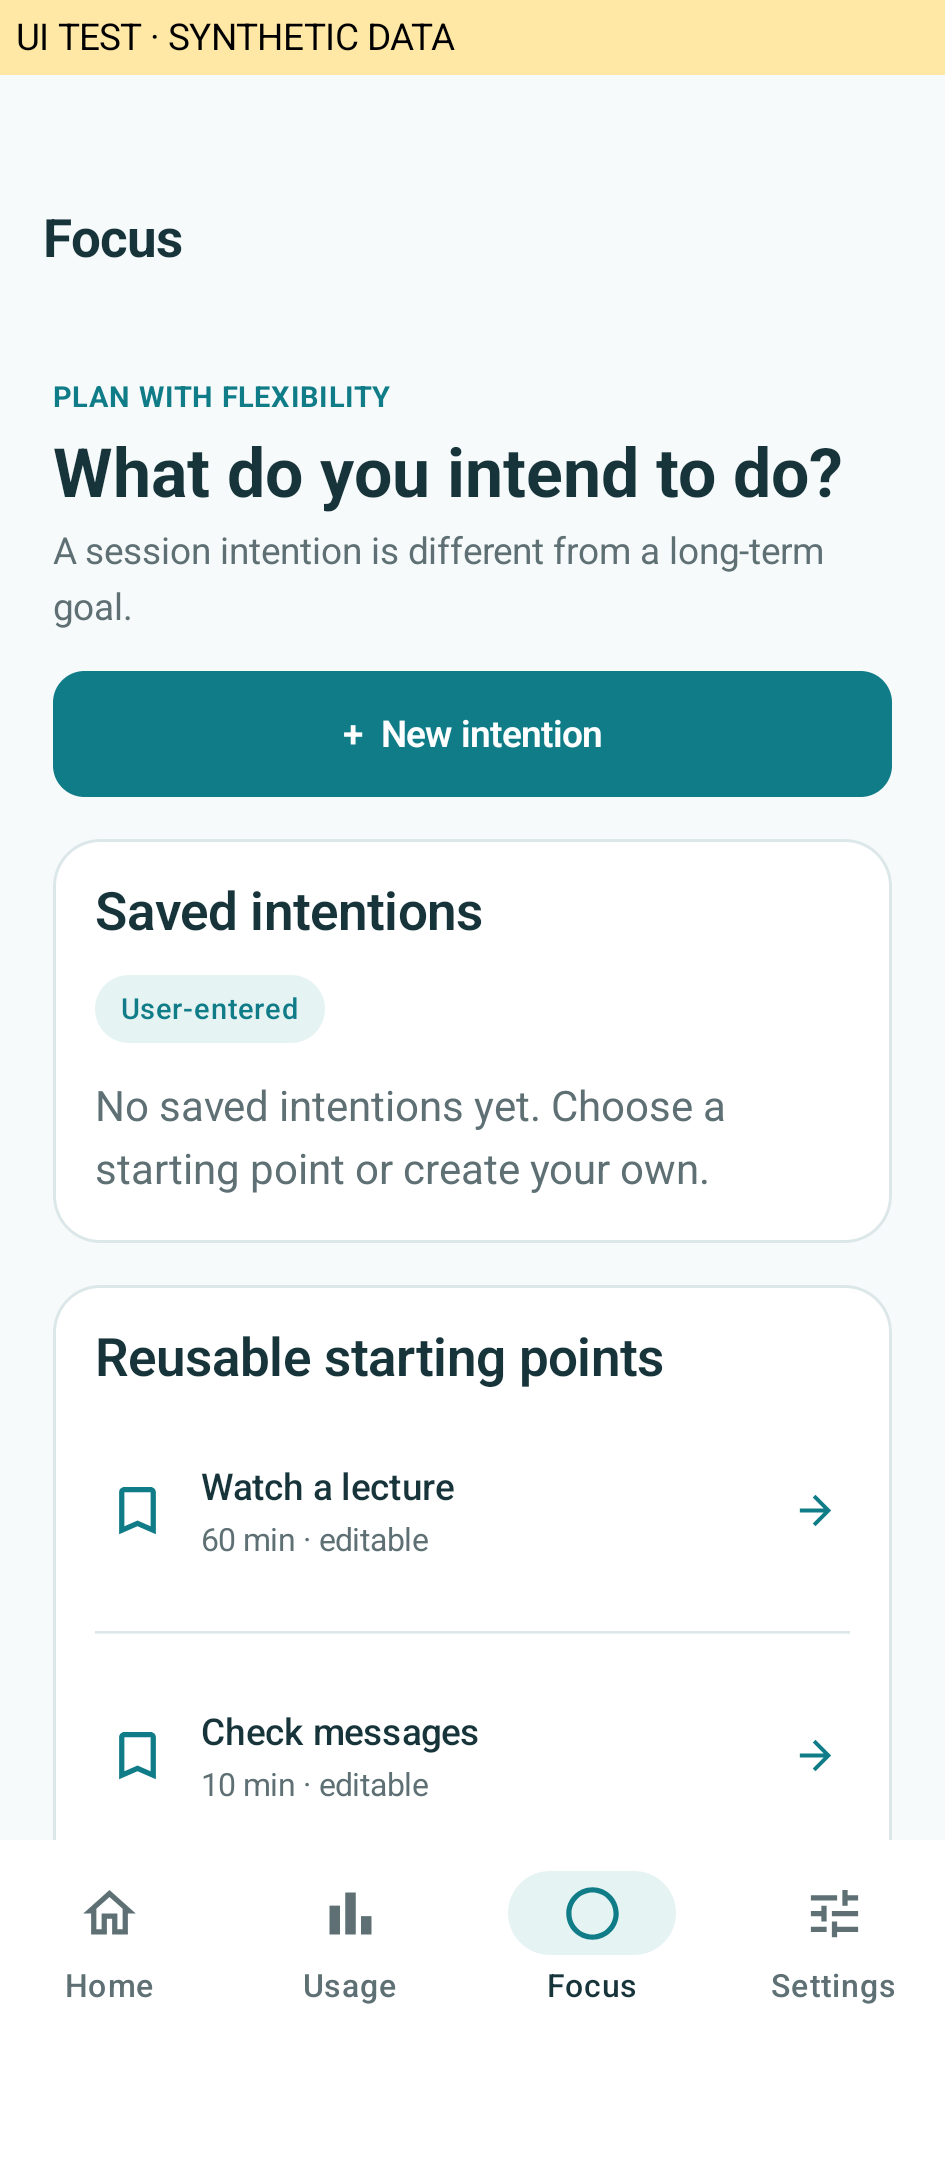 UI TEST · SYNTHETIC DATA
Focus
PLAN WITH FLEXIBILITY
What do you intend to do?
A session intention is different from a long-term
goal.
+ New intention
Saved intentions
User-entered
No saved intentions yet. Choose a
starting point or create your own.
Reusable starting points
Watch a lecture
60 min · editable
Check messages
10 min · editable
Home
Usage
Focus
Settings